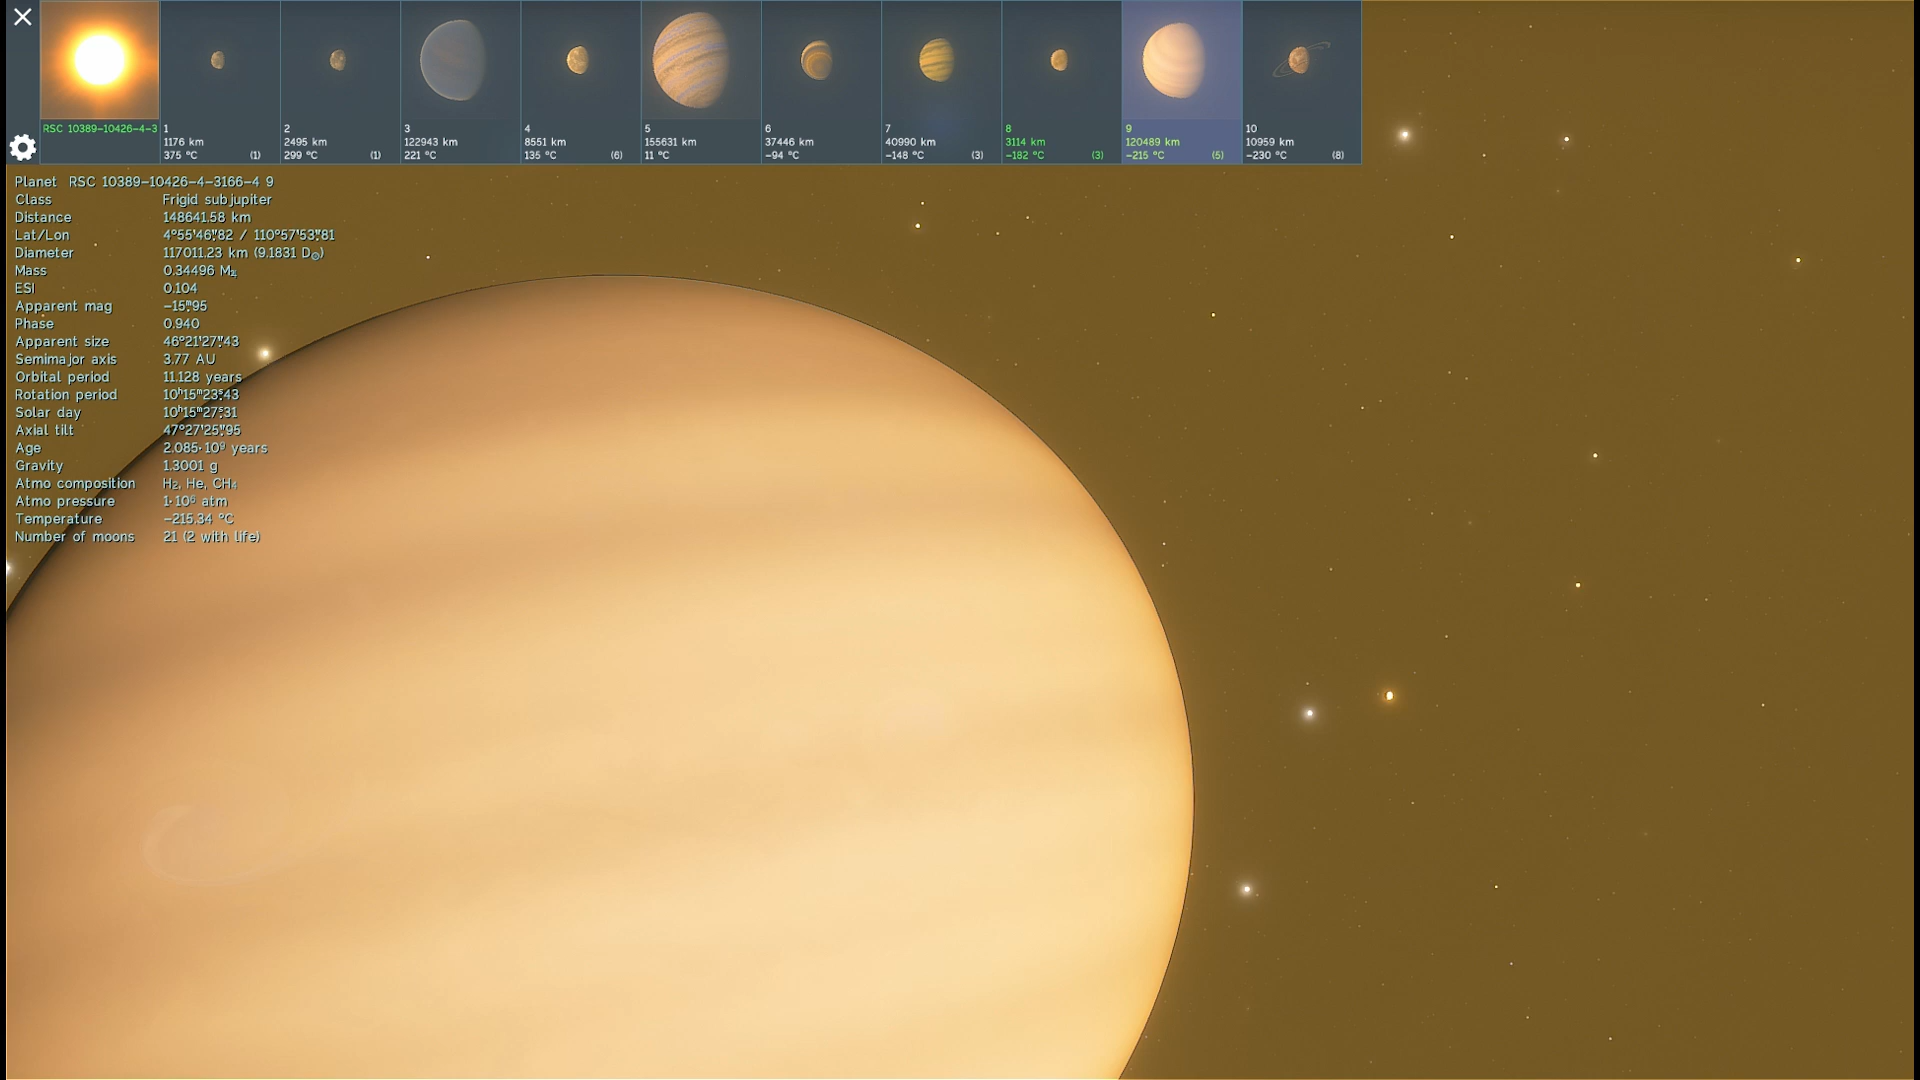 RSC 10389-10426-4-3
1
1176 km
375 °C (1)
2
2495 km
299 °C (1)
3
122943 km
221 °C
4
8551 km
135 °C (6)
5
155631 km
11 °C
6
37446 km
-94 °C
7
40990 km
-148 °C (3)
8
3114 km
-182 °C (3)
9
120489 km
-215 °C (5)
10
10959 km
-230 °C (8)
Planet RSC 10389-10426-4-3166-4 9
Class Frigid subjupiter
Distance 148641.58 km
Lat/Lon 4°55'46"82 / 110°57'53"81
Diameter 117011.23 km (9.1831 D⊕)
Mass 0.34496 M♃
ESI 0.104
Apparent mag -15ᵐ95
Phase 0.940
Apparent size 46°21'27"43
Semimajor axis 3.77 AU
Orbital period 11.128 years
Rotation period 10ʰ15ᵐ23ˢ43
Solar day 10ʰ15ᵐ27ˢ31
Axial tilt 47°27'25"95
Age 2.085·10⁹ years
Gravity 1.3001 g
Atmo composition H₂, He, CH₄
Atmo pressure 1·10⁶ atm
Temperature -215.34 °C
Number of moons 21 (2 with life)